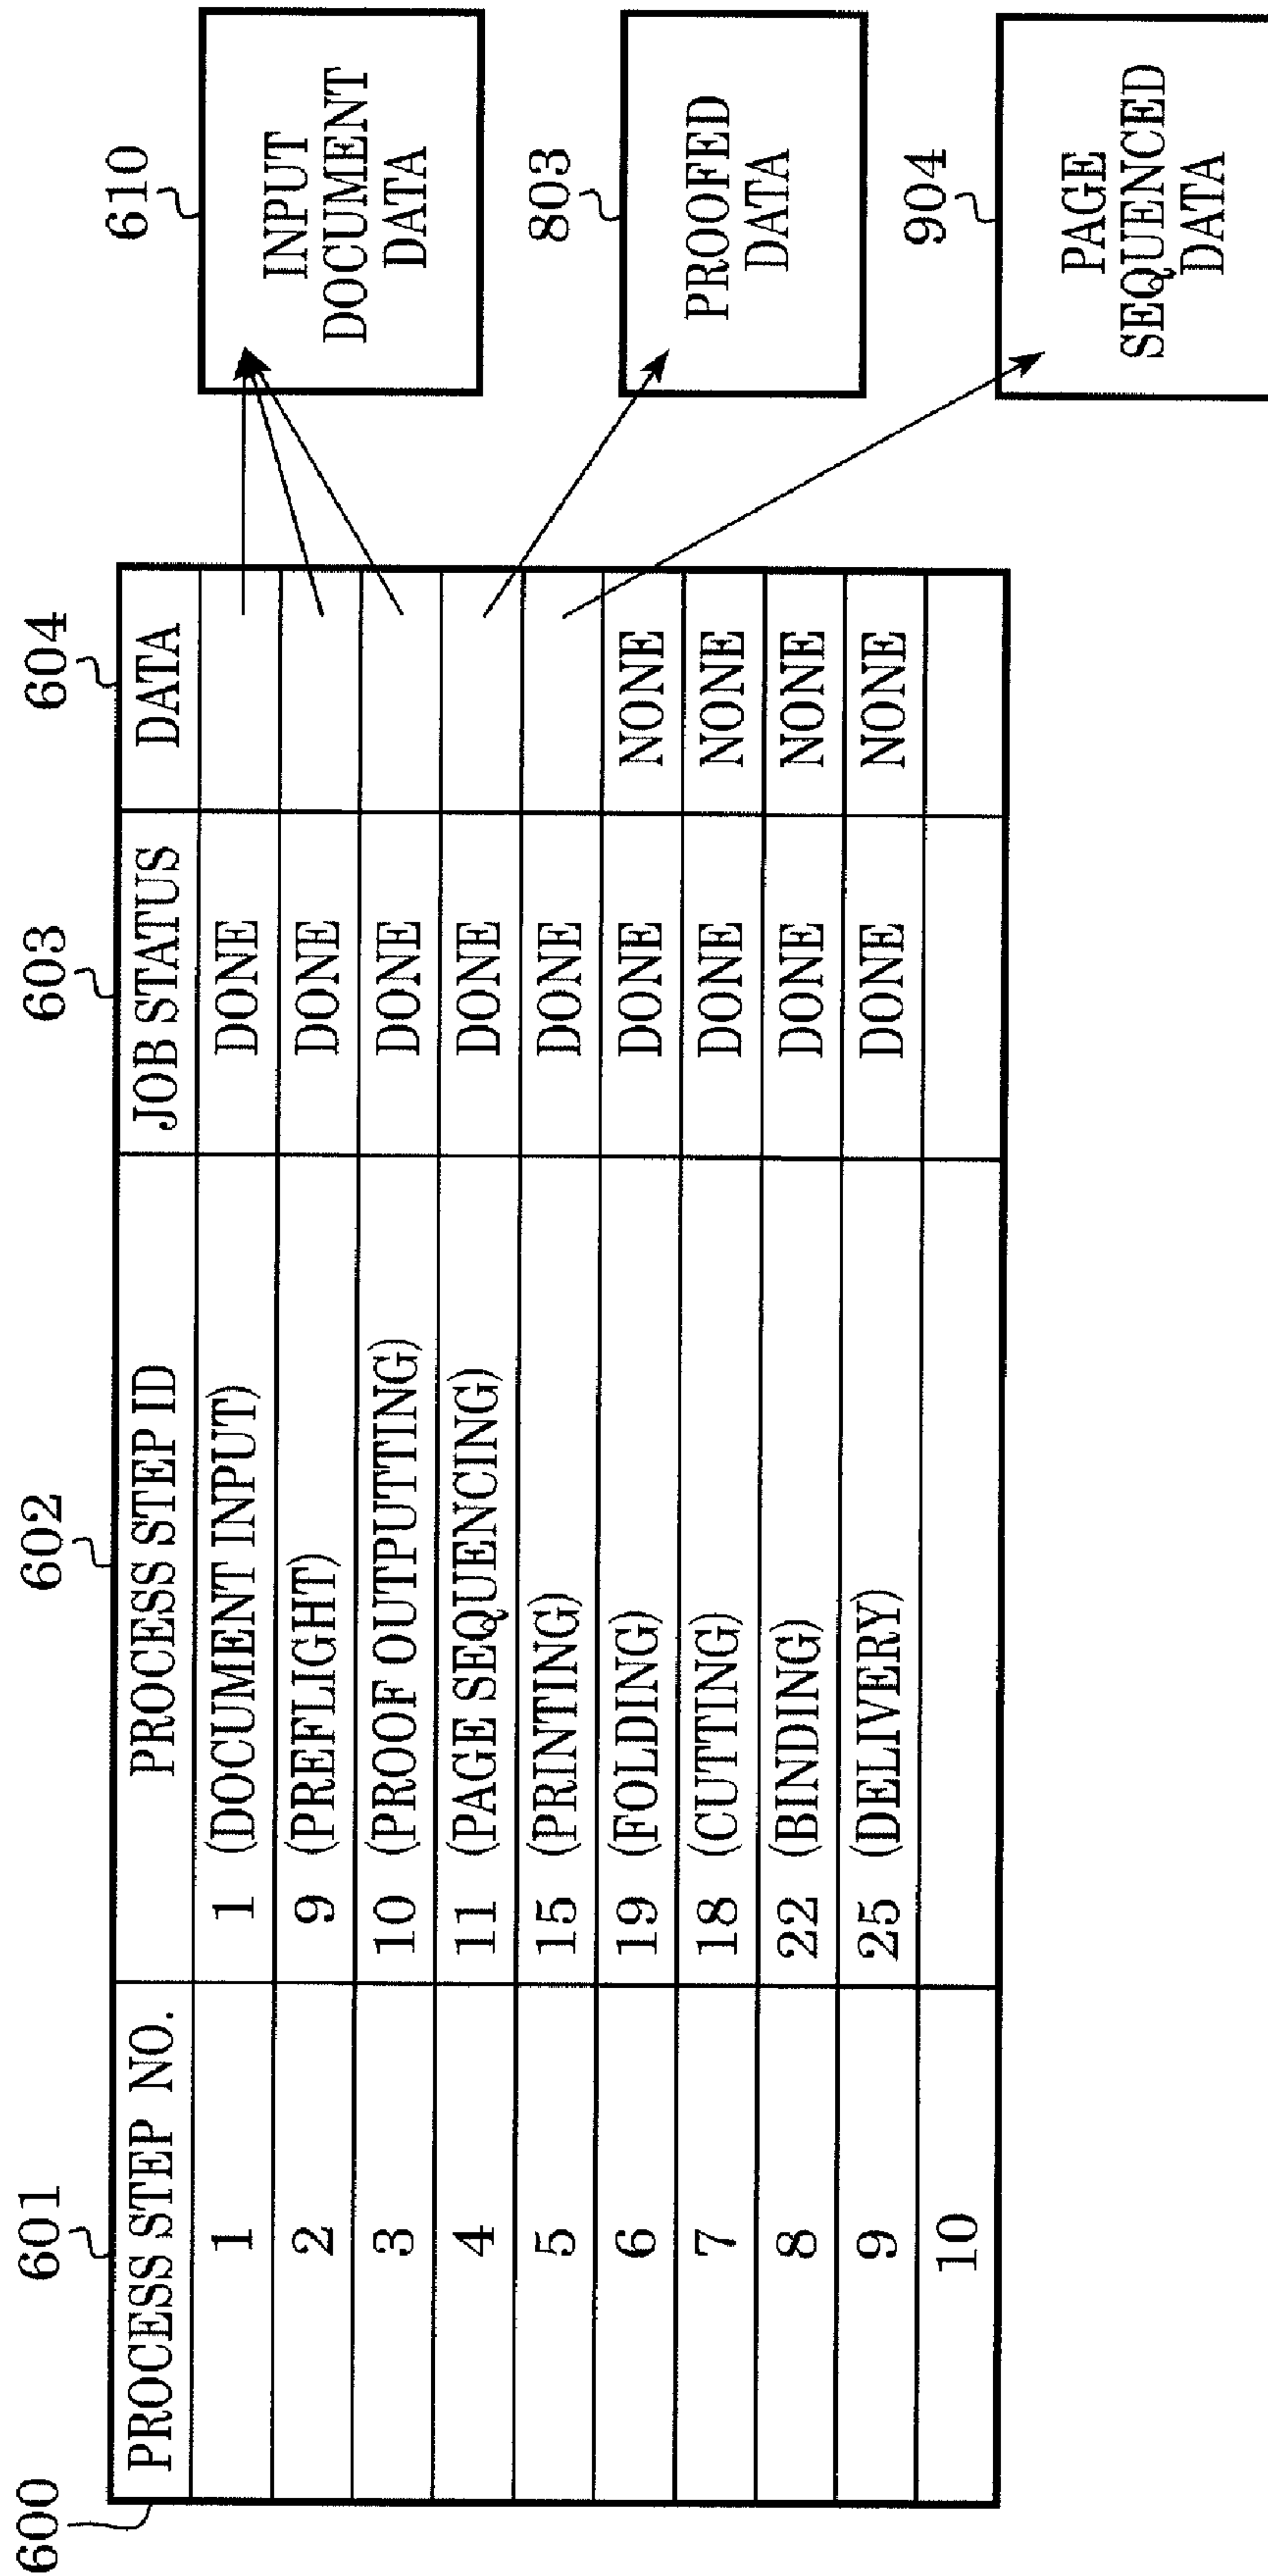 600
601
602
603
604
PROCESS STEP NO. PROCESS STEP ID JOB STATUS DATA
1 1 (DOCUMENT INPUT) DONE
2 9 (PREFLIGHT) DONE
3 10 (PROOF OUTPUTTING) DONE
4 11 (PAGE SEQUENCING) DONE
5 15 (PRINTING) DONE
6 19 (FOLDING) DONE NONE
7 18 (CUTTING) DONE NONE
8 22 (BINDING) DONE NONE
9 25 (DELIVERY) DONE NONE
10
610
INPUT
DOCUMENT
DATA
803
PROOFED
DATA
904
PAGE
SEQUENCED
DATA